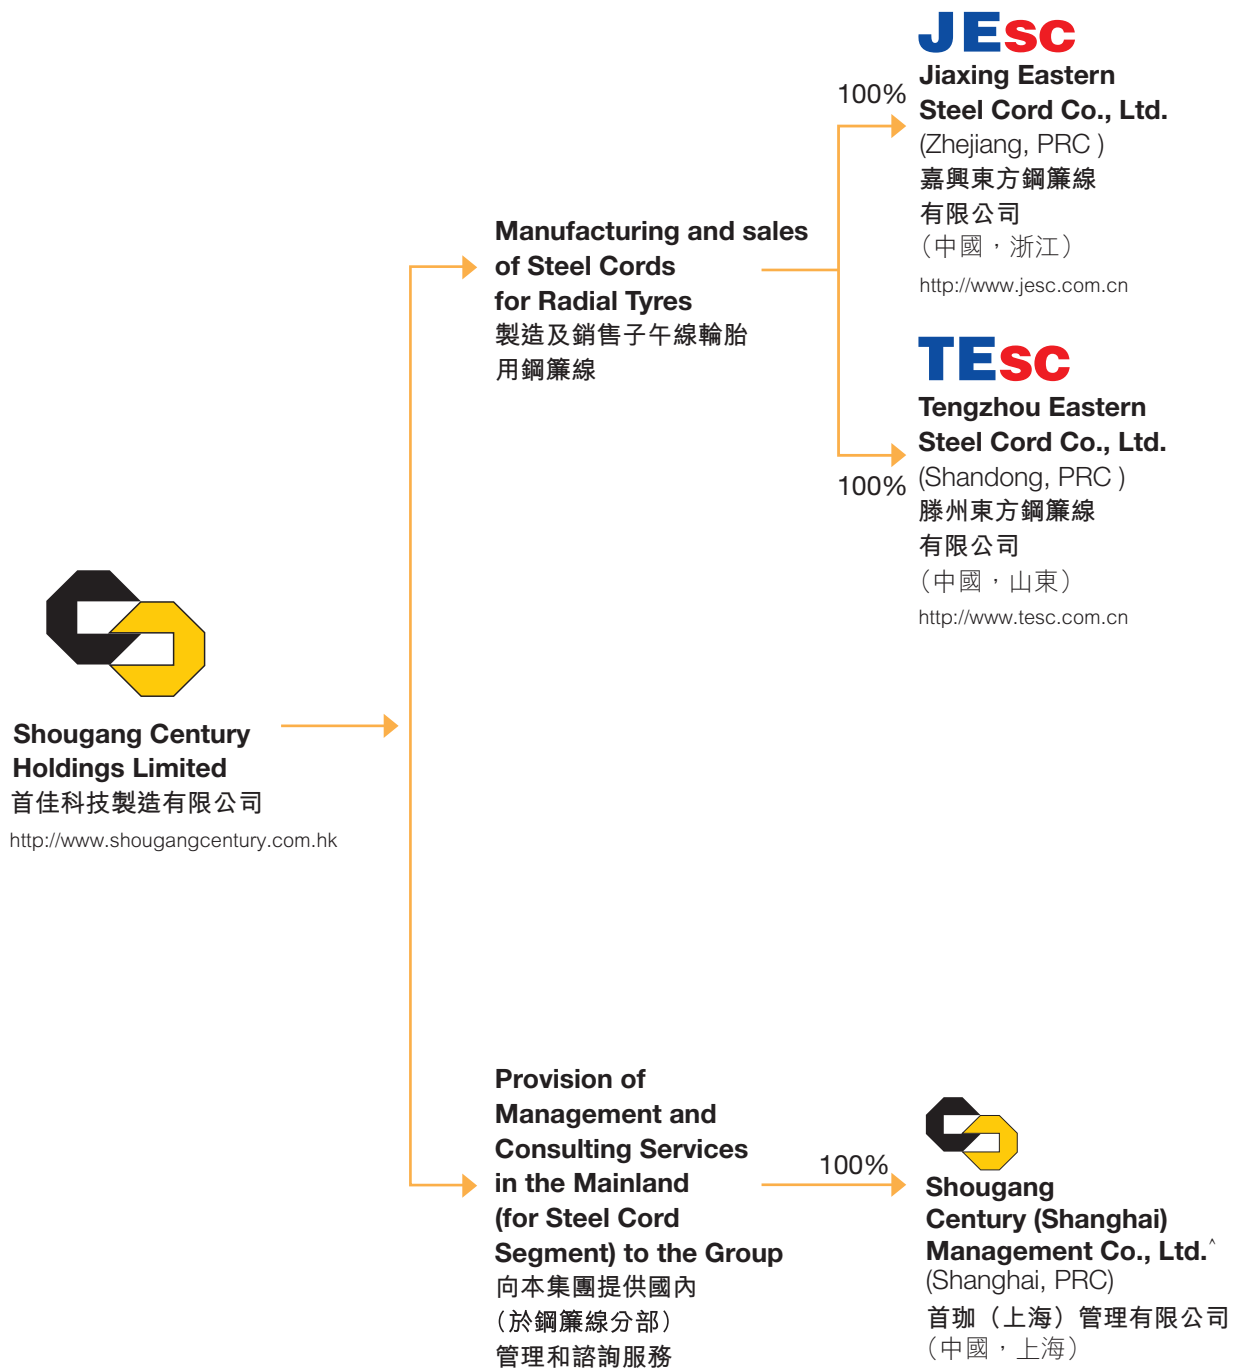 Shougang Century
Holdings Limited
首佳科技製造有限公司
http://www.shougangcentury.com.hk
Manufacturing and sales
of Steel Cords
for Radial Tyres
製造及銷售子午線輪胎
用鋼簾線
100%
JEsc
Jiaxing Eastern
Steel Cord Co., Ltd.
(Zhejiang, PRC )
嘉興東方鋼簾線
有限公司
（中國，浙江）
http://www.jesc.com.cn
100%
TEsc
Tengzhou Eastern
Steel Cord Co., Ltd.
(Shandong, PRC )
滕州東方鋼簾線
有限公司
（中國，山東）
http://www.tesc.com.cn
Provision of
Management and
Consulting Services
in the Mainland
(for Steel Cord
Segment) to the Group
向本集團提供國內
（於鋼簾線分部）
管理和諮詢服務
100%
Shougang
Century (Shanghai)
Management Co., Ltd.^
(Shanghai, PRC)
首珈（上海）管理有限公司
（中國，上海）